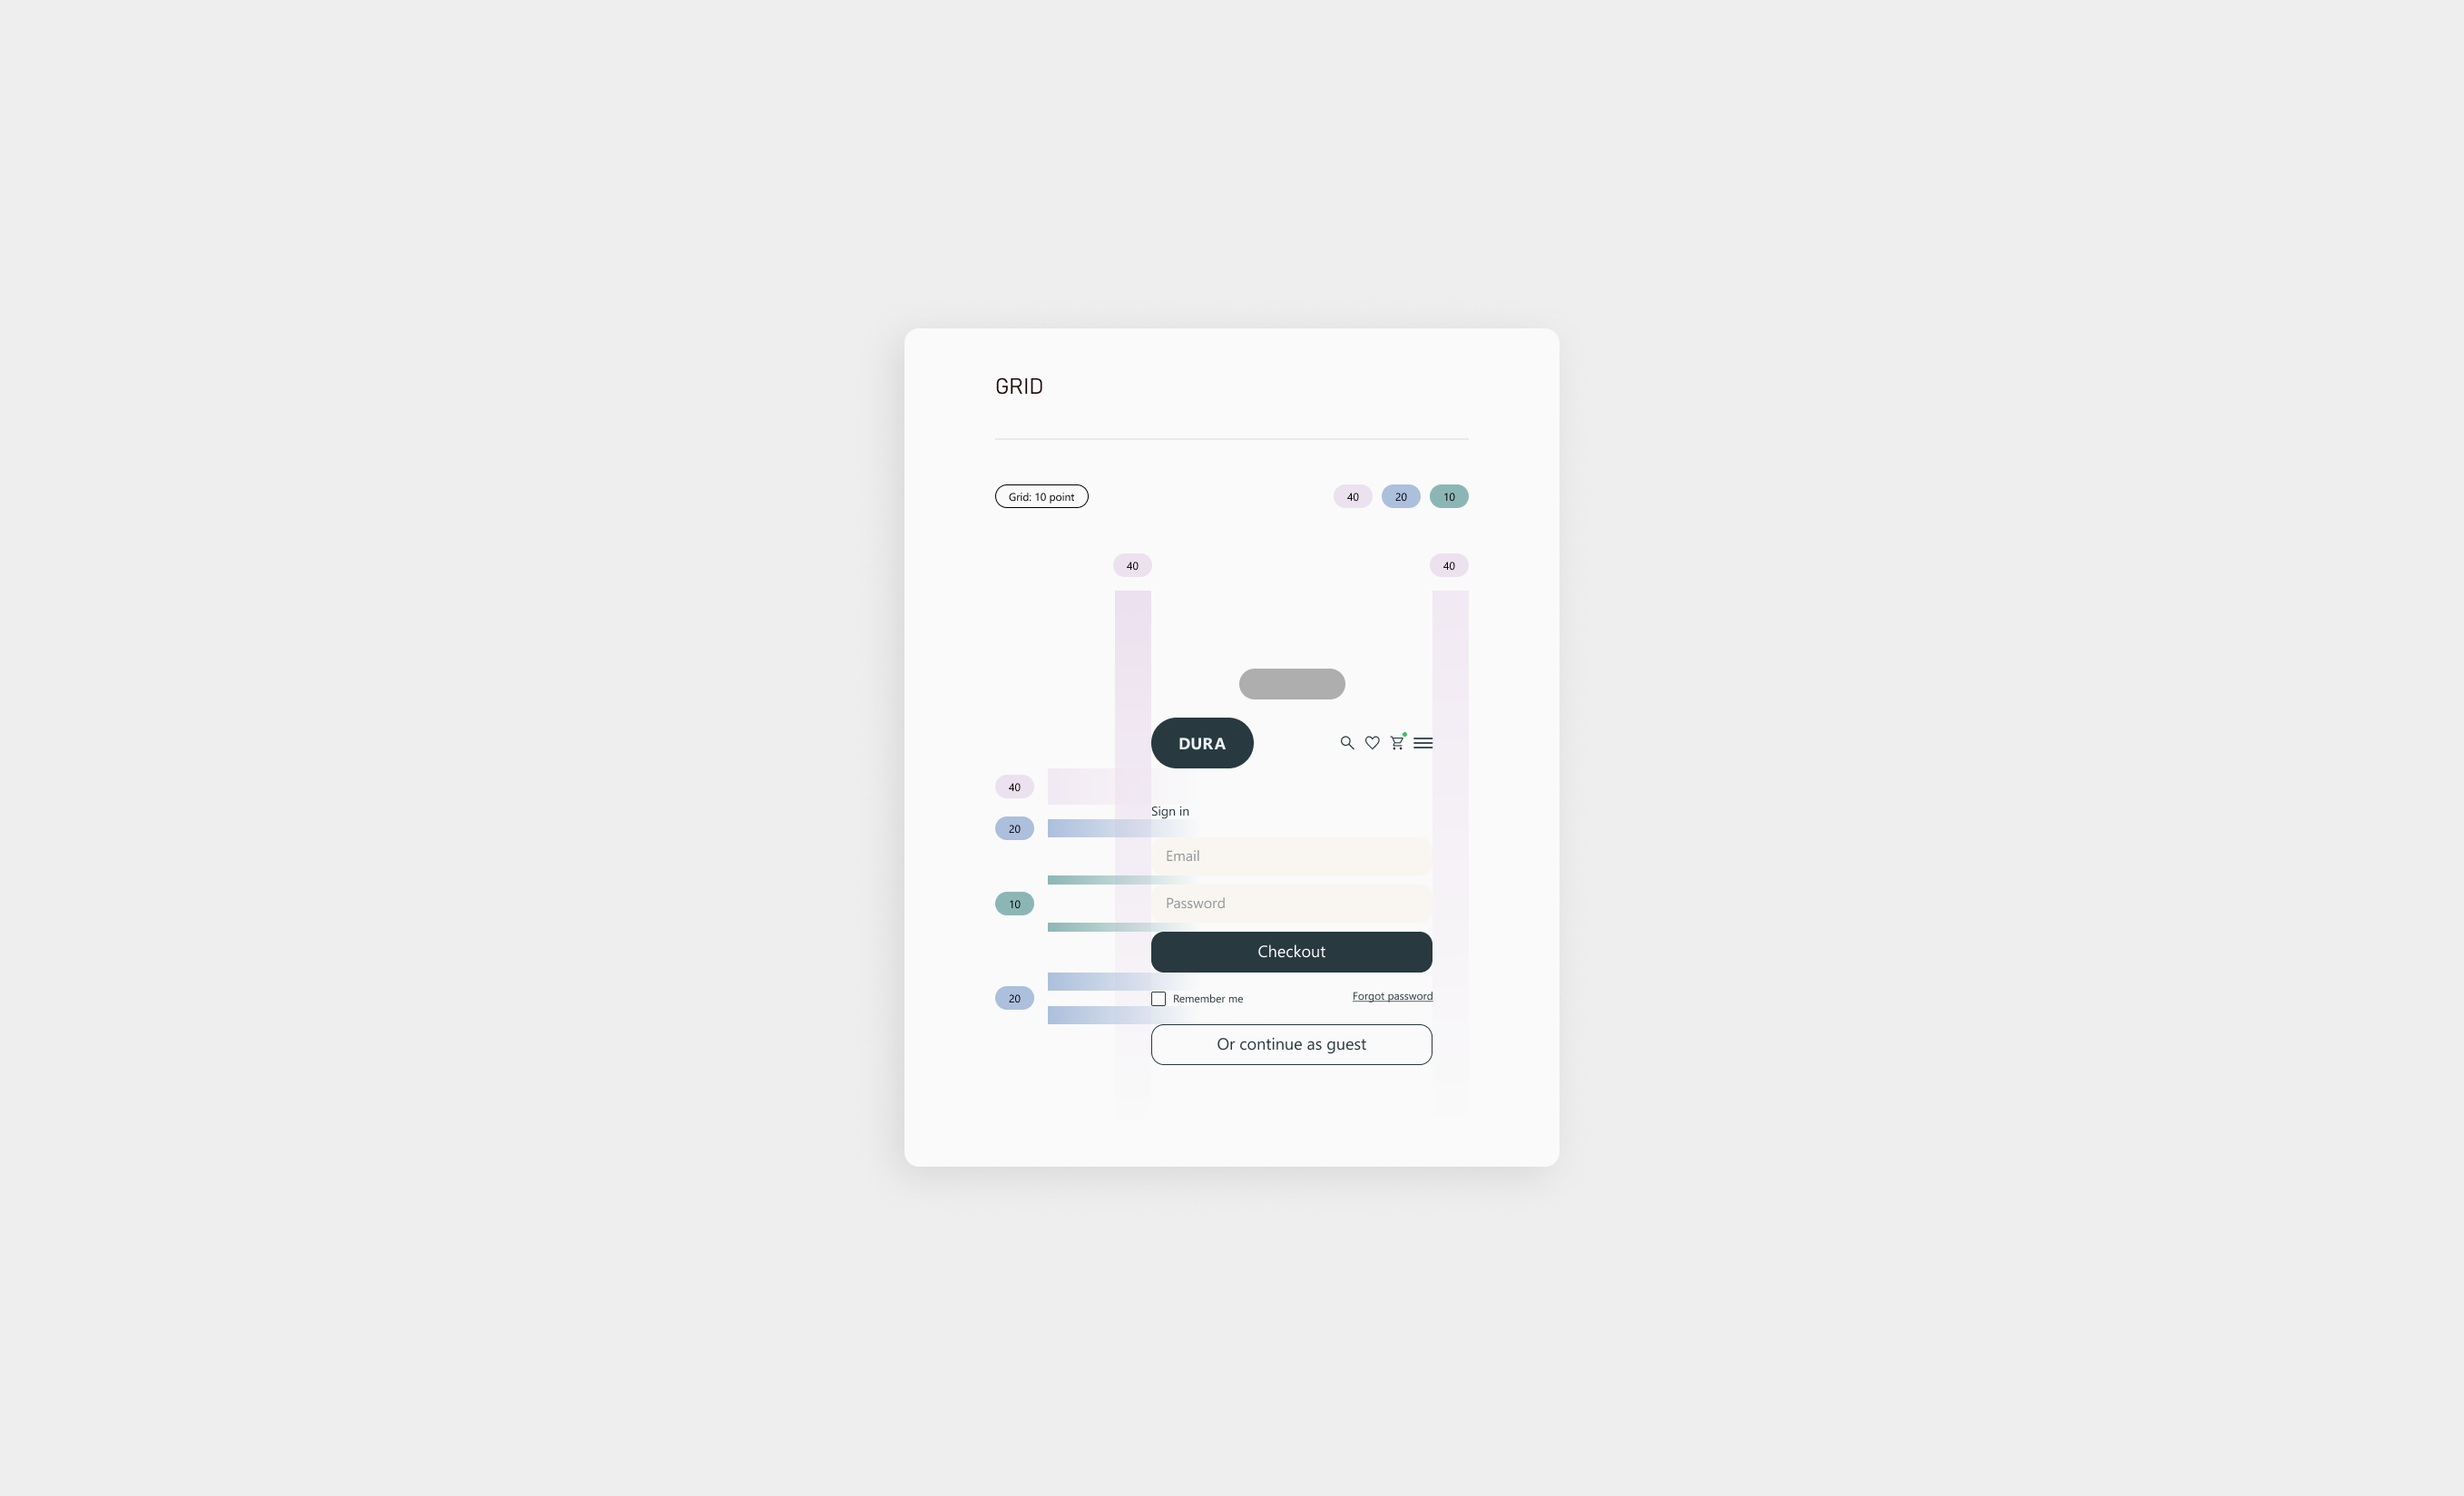 GRID
Grid: 10 point
40 20 10
40 40
DURA
40
Sign in
20
Email
10
Password
Checkout
20
Remember me Forgot password
Or continue as guest